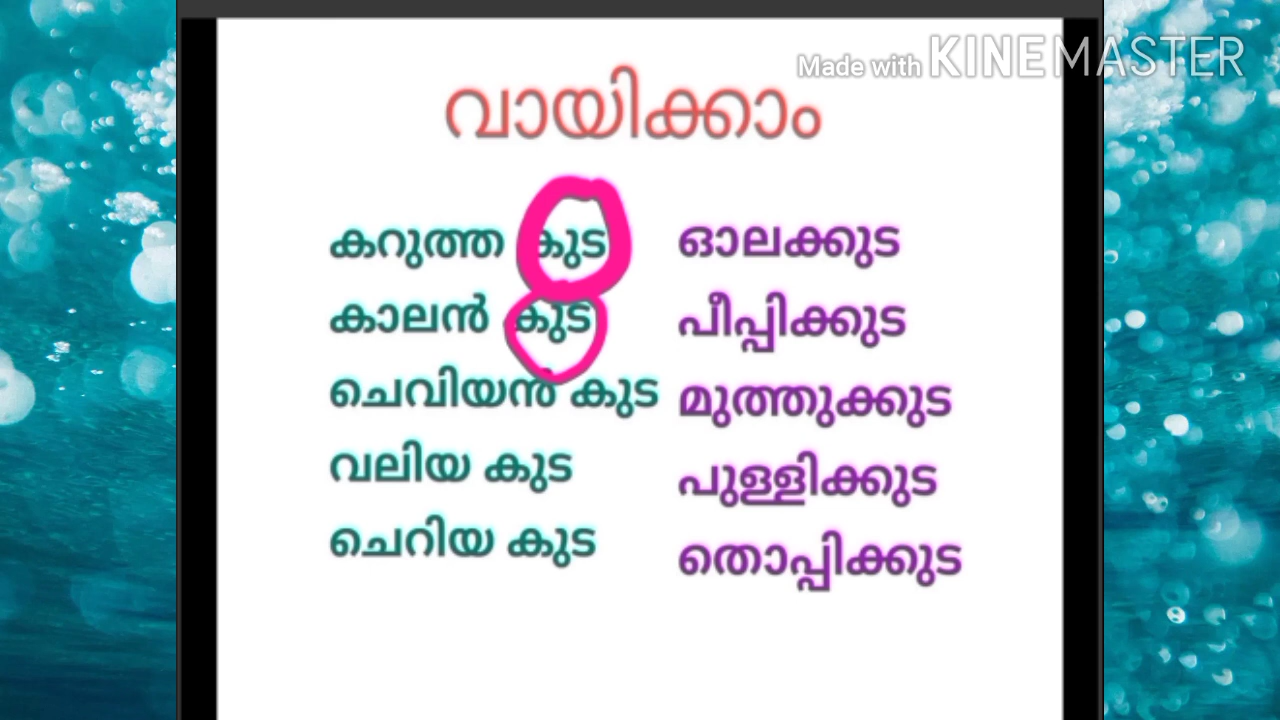 Made with KINEMASTER
വായിക്കാം
കറുത്ത കുട
കാലൻ കുട
ചെവിയൻ കുട
വലിയ കുട
ചെറിയ കുട
ഓലക്കുട
പീപ്പിക്കുട
മുത്തുക്കുട
പുള്ളിക്കുട
തൊപ്പിക്കുട